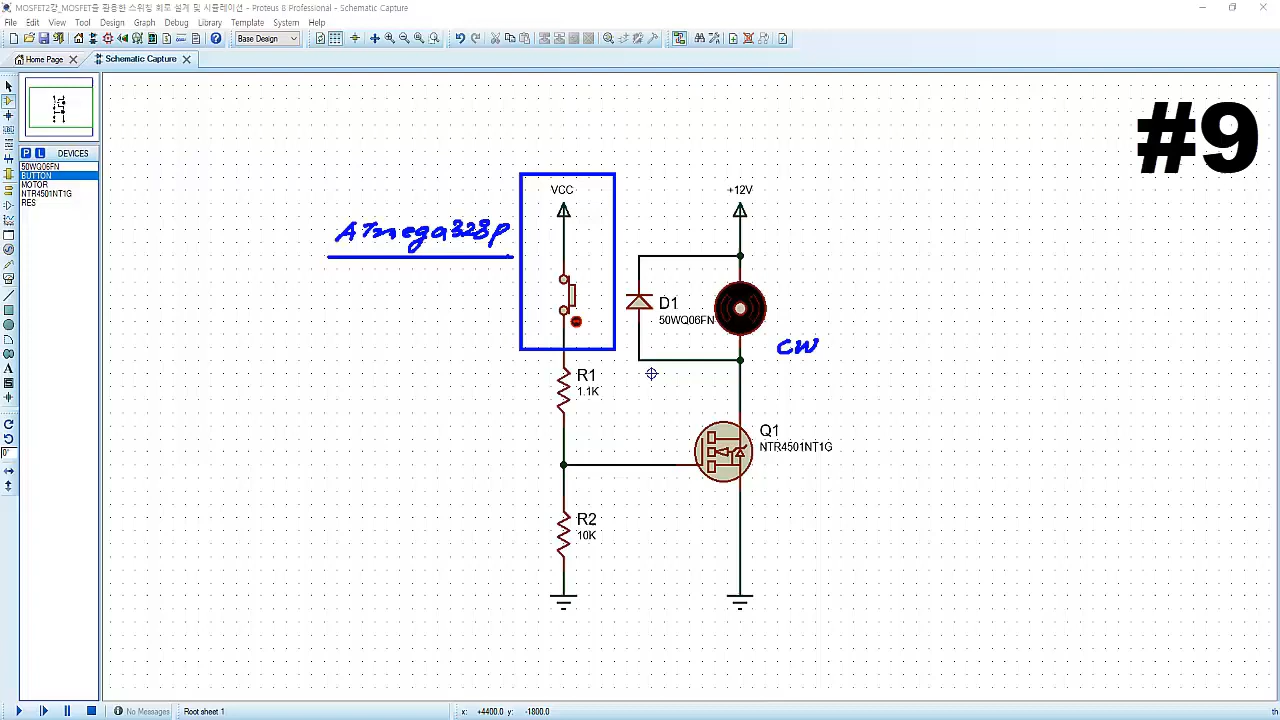 MOSFET2강_MOSFET을 활용한 스위칭 회로 설계 및 시뮬레이션 - Proteus 8 Professional - Schematic Capture
File Edit View Tool Design Graph Debug Library Template System Help
Base Design
Home Page
Schematic Capture
#9
P L DEVICES
50WQ06FN
BUTTON
MOTOR
NTR4501NT1G
RES
VCC
+12V
ATmega328P
D1
50WQ06FN
CW
R1
1.1K
Q1
NTR4501NT1G
R2
10K
0°
No Messages
Root sheet 1
x: +4400.0 y: -1800.0
th